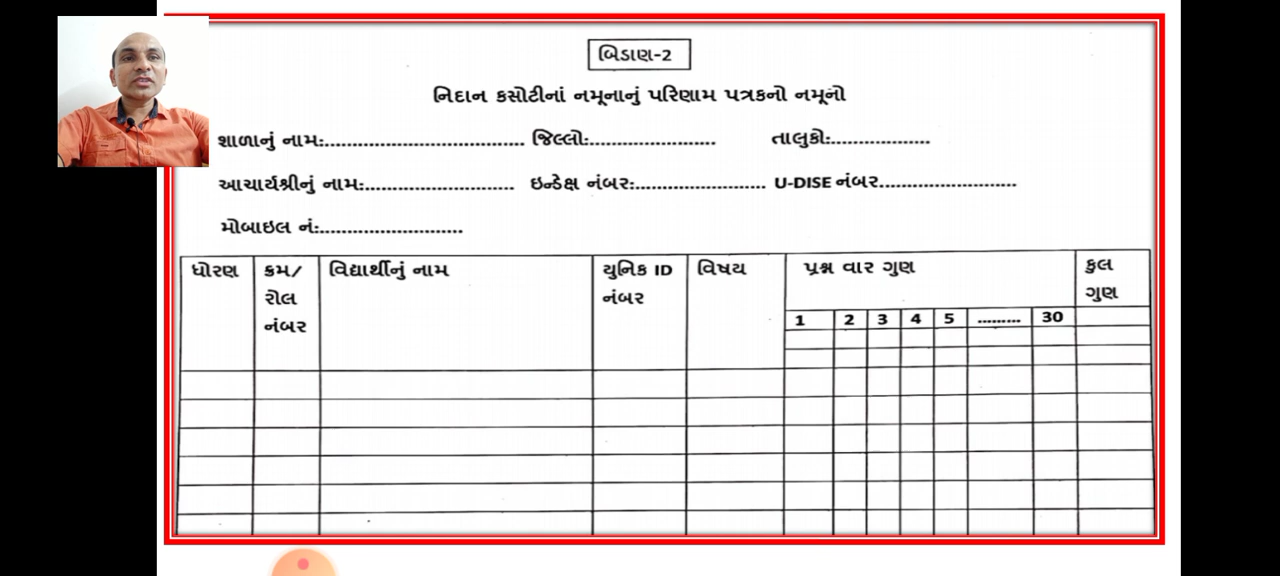 બિડાણ-2
નિદાન કસોટીનાં નમૂનાનું પરિણામ પત્રકનો નમૂનો
શાળાનું નામ:..................................... જિલ્લો:....................... તાલુકો:..................
આચાર્યશ્રીનું નામ:........................... ઇન્ડેક્ષ નંબર:........................ U-DISE નંબર.........................
મોબાઇલ નં:..........................
ધોરણ ક્રમ/ રોલ નંબર વિદ્યાર્થીનું નામ યુનિક ID નંબર વિષય પ્રશ્ન વાર ગુણ કુલ ગુણ
1 2 3 4 5 ......... 30